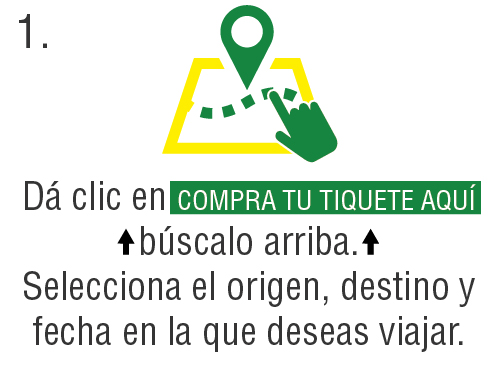 1.
Dá clic en COMPRA TU TIQUETE AQUÍ
búscalo arriba.
Selecciona el origen, destino y
fecha en la que deseas viajar.